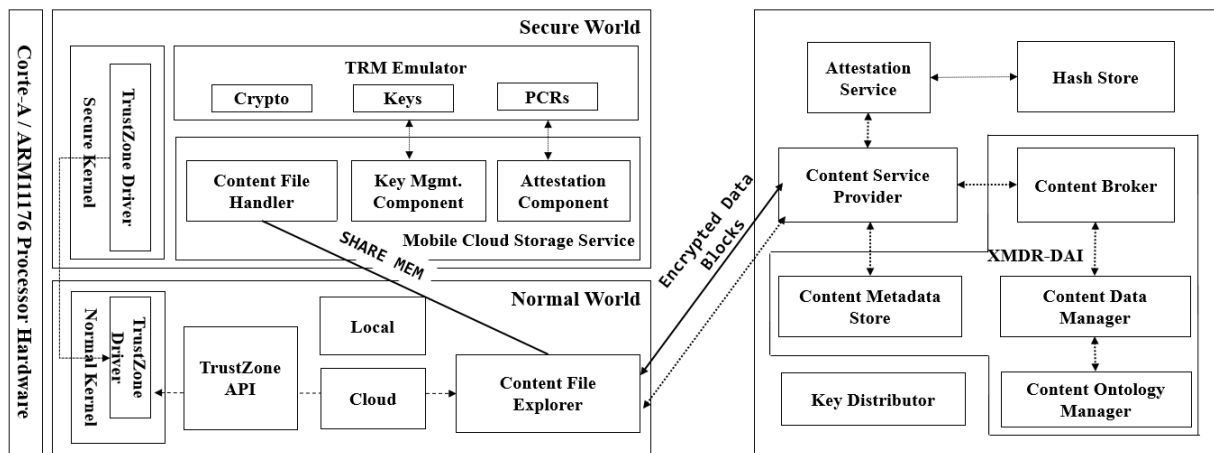 Corte-A / ARM11176 Processor Hardware
Secure World
Secure Kernel
TrustZone Driver
TRM Emulator
Crypto
Keys
PCRs
Content File
Handler
Key Mgmt.
Component
Attestation
Component
Mobile Cloud Storage Service
SHARE MEM
Normal World
Normal Kernel
TrustZone
Driver
TrustZone
API
Local
Cloud
Content File
Explorer
Encrypted Data
Blocks
Attestation
Service
Hash Store
Content Service
Provider
Content Broker
XMDR-DAI
Content Metadata
Store
Content Data
Manager
Key Distributor
Content Ontology
Manager